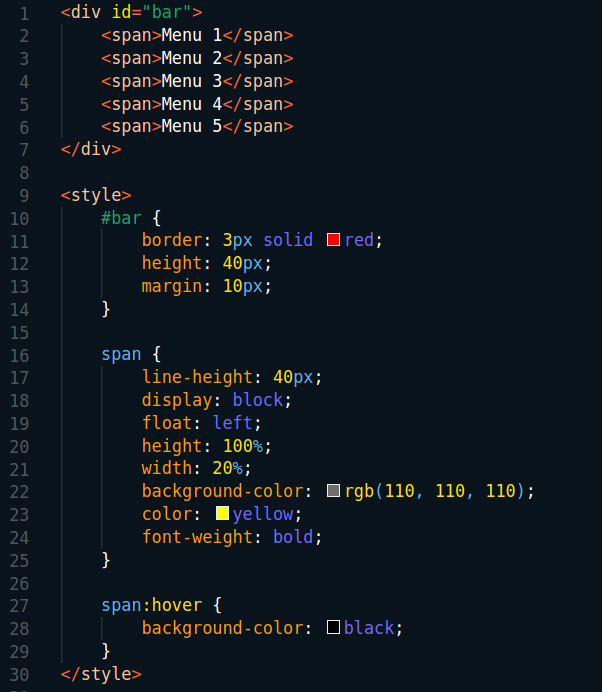 1 <div id="bar">
2     <span>Menu 1</span>
3     <span>Menu 2</span>
4     <span>Menu 3</span>
5     <span>Menu 4</span>
6     <span>Menu 5</span>
7 </div>
8
9 <style>
10     #bar {
11         border: 3px solid red;
12         height: 40px;
13         margin: 10px;
14     }
15
16     span {
17         line-height: 40px;
18         display: block;
19         float: left;
20         height: 100%;
21         width: 20%;
22         background-color: rgb(110, 110, 110);
23         color: yellow;
24         font-weight: bold;
25     }
26
27     span:hover {
28         background-color: black;
29     }
30 </style>